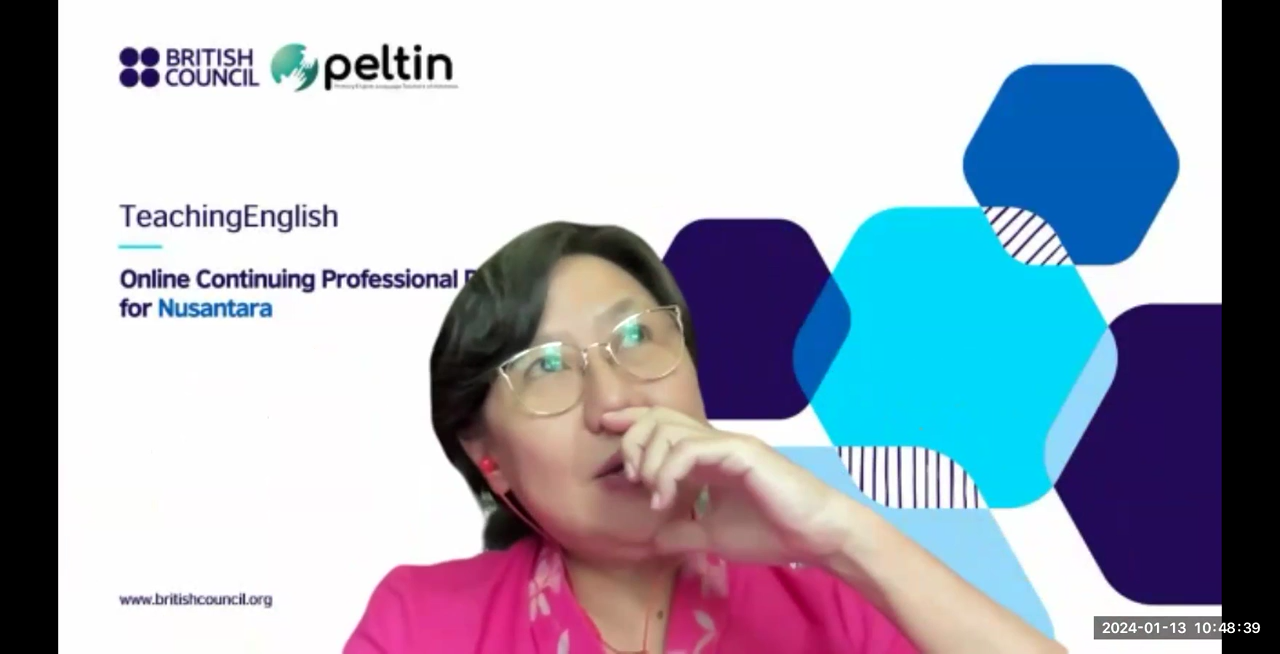 BRITISH
COUNCIL
peltin
TeachingEnglish
Online Continuing Professional
for Nusantara
www.britishcouncil.org
2024-01-13 10:48:39